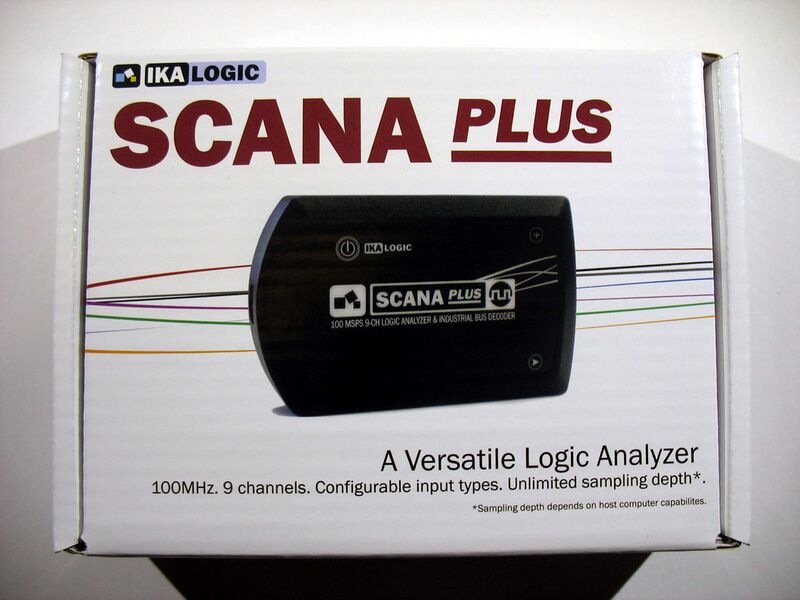 IKALOGIC
SCANA PLUS
IKALOGIC
SCANA PLUS
100 MSPS 9-CH LOGIC ANALYZER & INDUSTRIAL BUS DECODER
A Versatile Logic Analyzer
100MHz. 9 channels. Configurable input types. Unlimited sampling depth*.
*Sampling depth depends on host computer capabilites.